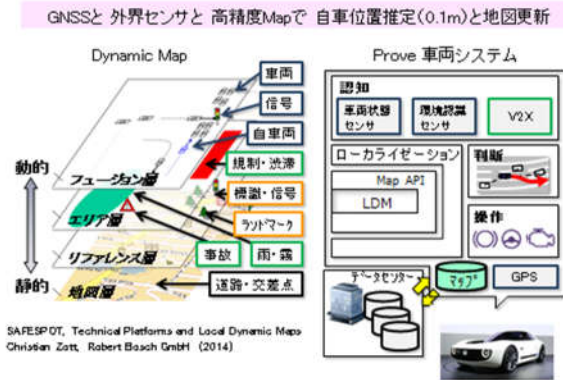 GNSSと 外界センサと 高精度Mapで 自車位置推定(0.1m)と地図更新
Dynamic Map
車両
信号
自車両
規制・渋滞
標識・信号
ランドマーク
事故
雨・霧
道路・交差点
動的
静的
フュージョン層
エリア層
リファレンス層
地図層
SAFESPOT, Technical Platforms and Local Dynamic Maps
Christian Zott, Robert Bosch GmbH (2014)
Prove 車両システム
認知
車両状態
センサ
環境認識
センサ
V2X
ローカライゼーション
Map API
LDM
判断
操作
データセンター
マップ
GPS